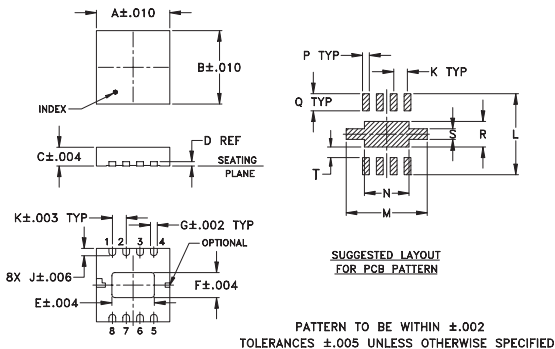 A±.010
B±.010
INDEX
D REF
C±.004
SEATING
PLANE
K±.003 TYP
G±.002 TYP
1 2 3 4
OPTIONAL
8X J±.006
F±.004
E±.004
8 7 6 5
P TYP
K TYP
Q TYP
S
R
L
T
N
M
SUGGESTED LAYOUT
FOR PCB PATTERN
PATTERN TO BE WITHIN ±.002
TOLERANCES ±.005 UNLESS OTHERWISE SPECIFIED